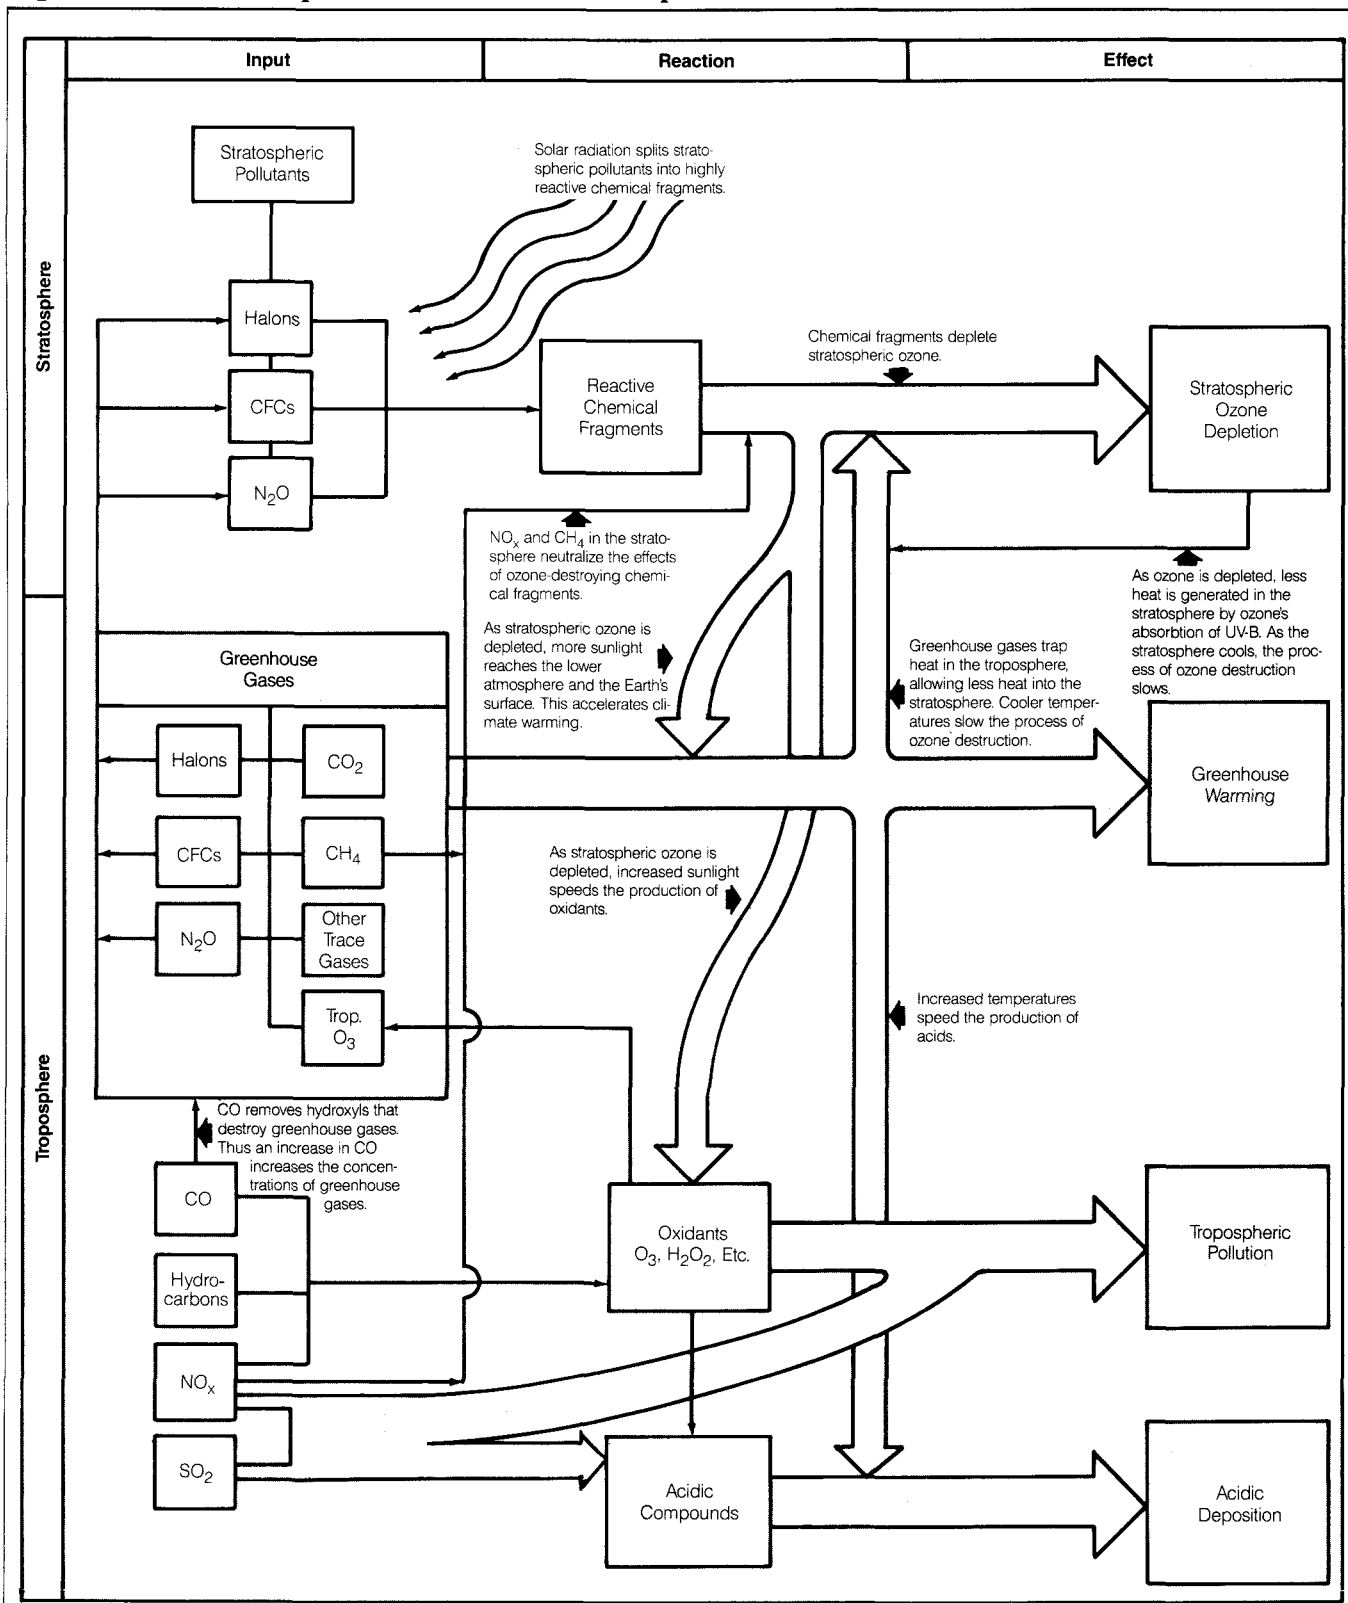 Input
Reaction
Effect
Stratosphere
Stratospheric
Pollutants
Solar radiation splits strato-
spheric pollutants into highly
reactive chemical fragments.
Halons
CFCs
N₂O
Reactive
Chemical
Fragments
Chemical fragments deplete
stratospheric ozone.
Stratospheric
Ozone
Depletion
NOₓ and CH₄ in the strato-
sphere neutralize the effects
of ozone-destroying chemi-
cal fragments.
As ozone is depleted, less
heat is generated in the
stratosphere by ozone's
absorbtion of UV-B. As the
stratosphere cools, the proc-
ess of ozone destruction
slows.
Troposphere
Greenhouse
Gases
As stratospheric ozone is
depleted, more sunlight
reaches the lower
atmosphere and the Earth's
surface. This accelerates cli-
mate warming.
Greenhouse gases trap
heat in the troposphere,
allowing less heat into the
stratosphere. Cooler temper-
atures slow the process of
ozone destruction.
Halons
CO₂
CFCs
CH₄
N₂O
Other
Trace
Gases
Trop.
O₃
Greenhouse
Warming
As stratospheric ozone is
depleted, increased sunlight
speeds the production of
oxidants.
Increased temperatures
speed the production of
acids.
CO removes hydroxyls that
destroy greenhouse gases.
Thus an increase in CO
increases the concen-
trations of greenhouse
gases.
CO
Hydro-
carbons
NOₓ
SO₂
Oxidants
O₃, H₂O₂, Etc.
Tropospheric
Pollution
Acidic
Compounds
Acidic
Deposition